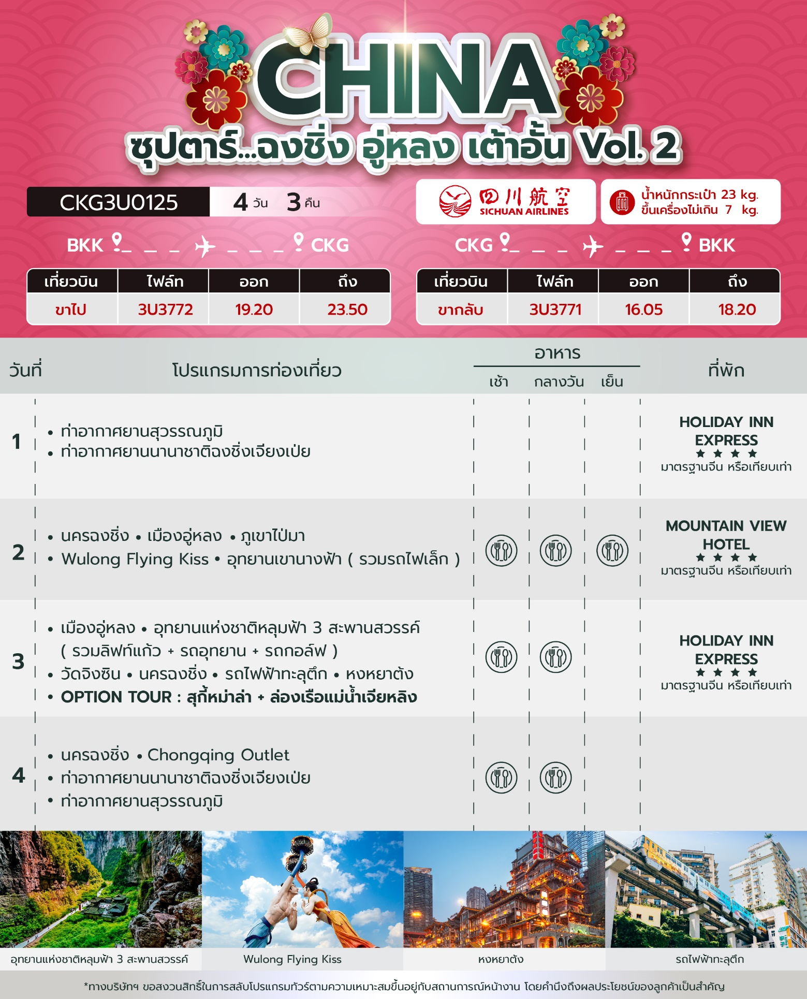 CHINA
ซุปตาร์...ฉงชิ่ง อู่หลง เต้าอั้น Vol. 2
CKG3U0125 4 วัน 3 คืน
四川航空
SICHUAN AIRLINES
น้ำหนักกระเป๋า 23 kg.
ขึ้นเครื่องไม่เกิน 7 kg.
BKK CKG
CKG BKK
เที่ยวบิน ไฟล์ท ออก ถึง
ขาไป 3U3772 19.20 23.50
เที่ยวบิน ไฟล์ท ออก ถึง
ขากลับ 3U3771 16.05 18.20
วันที่ โปรแกรมการท่องเที่ยว อาหาร ที่พัก
เช้า กลางวัน เย็น
1
• ท่าอากาศยานสุวรรณภูมิ
• ท่าอากาศยานนานาชาติฉงชิ่งเจียงเป่ย
HOLIDAY INN
EXPRESS
★ ★ ★ ★
มาตรฐานจีน หรือเทียบเท่า
2
• นครฉงชิ่ง • เมืองอู่หลง • ภูเขาไป่มา
• Wulong Flying Kiss • อุทยานเขานางฟ้า ( รวมรถไฟเล็ก )
MOUNTAIN VIEW
HOTEL
★ ★ ★ ★
มาตรฐานจีน หรือเทียบเท่า
3
• เมืองอู่หลง • อุทยานแห่งชาติหลุมฟ้า 3 สะพานสวรรค์
( รวมลิฟท์แก้ว + รถอุทยาน + รถกอล์ฟ )
• วัดจิงซิน • นครฉงชิ่ง • รถไฟฟ้าทะลุตึก • หงหยาต้ง
• OPTION TOUR : สุกี้หม่าล่า + ล่องเรือแม่น้ำเจียหลิง
HOLIDAY INN
EXPRESS
★ ★ ★ ★
มาตรฐานจีน หรือเทียบเท่า
4
• นครฉงชิ่ง • Chongqing Outlet
• ท่าอากาศยานนานาชาติฉงชิ่งเจียงเป่ย
• ท่าอากาศยานสุวรรณภูมิ
อุทยานแห่งชาติหลุมฟ้า 3 สะพานสวรรค์
Wulong Flying Kiss
หงหยาต้ง
รถไฟฟ้าทะลุตึก
*ทางบริษัทฯ ขอสงวนสิทธิ์ในการสลับโปรแกรมทัวร์ตามความเหมาะสมขึ้นอยู่กับสถานการณ์หน้างาน โดยคำนึงถึงผลประโยชน์ของลูกค้าเป็นสำคัญ